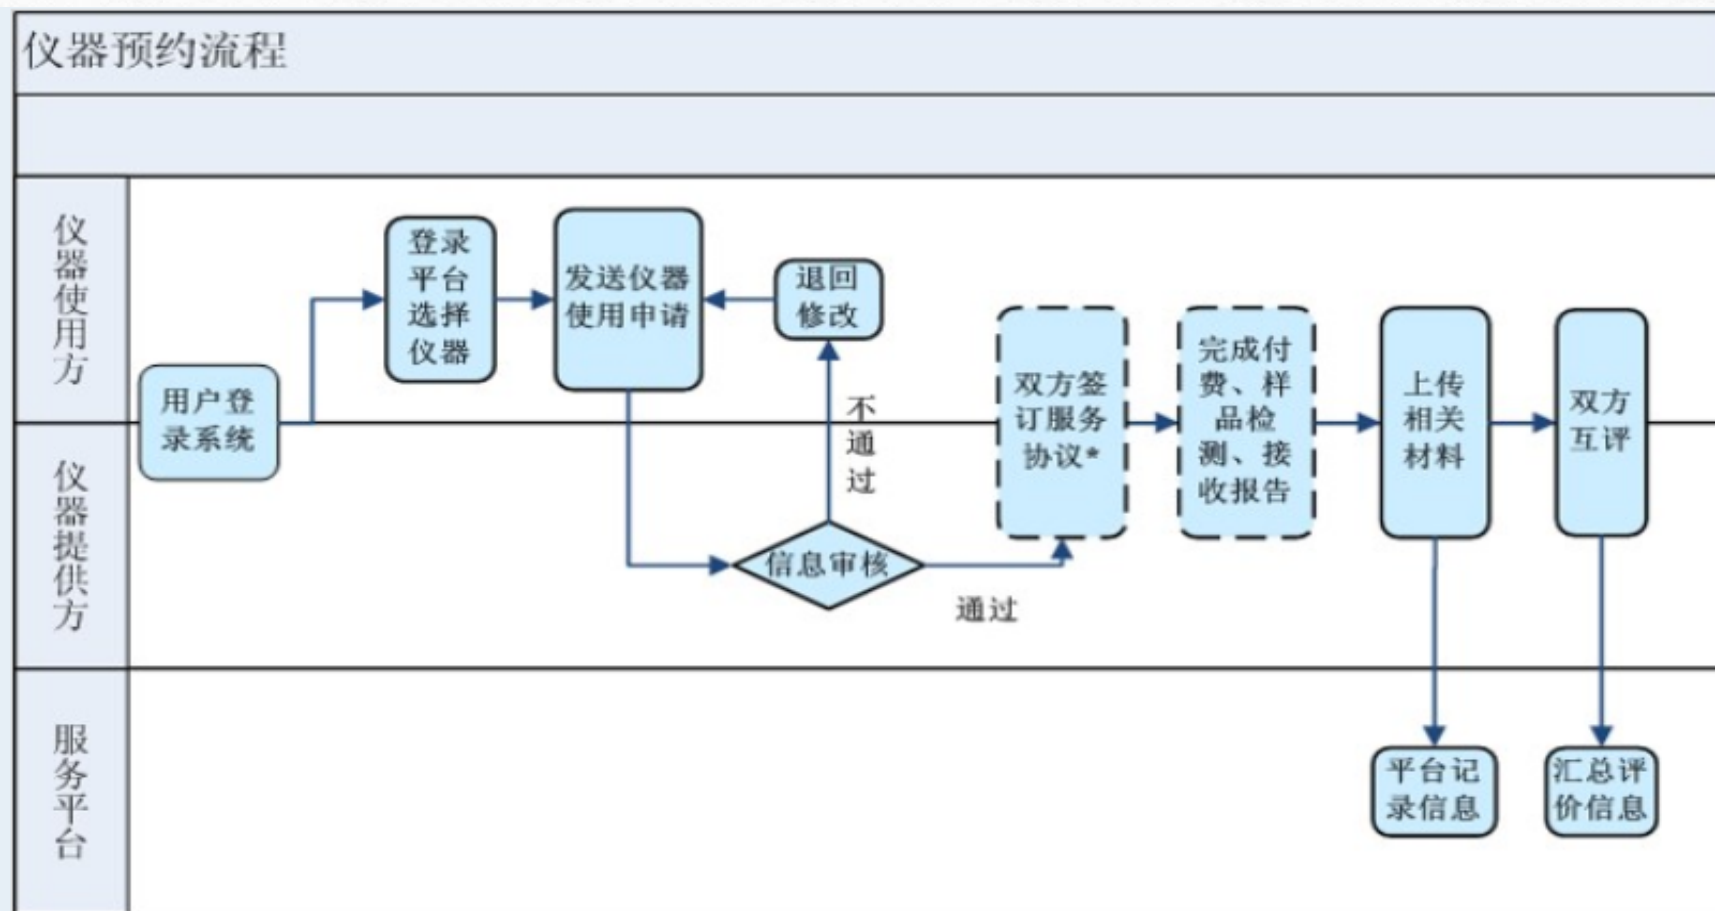 仪器预约流程
仪器使用方
用户登
录系统
登录
平台
选择
仪器
发送仪器
使用申请
退回
修改
不通过
仪器提供方
信息审核
通过
双方签
订服务
协议*
完成付
费、样
品检
测、接
收报告
上传
相关
材料
双方
互评
服务平台
平台记
录信息
汇总评
价信息